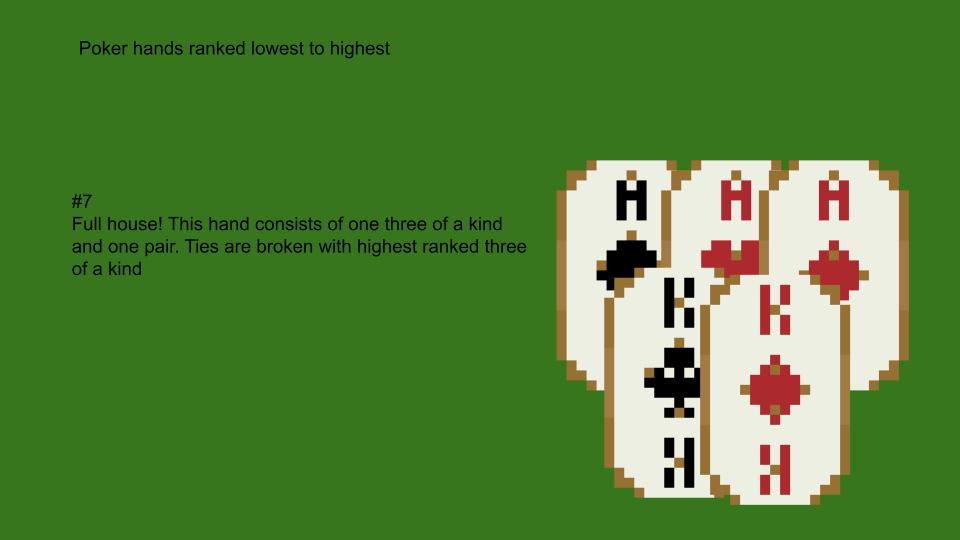 Poker hands ranked lowest to highest
#7
Full house! This hand consists of one three of a kind
and one pair. Ties are broken with highest ranked three
of a kind
A A A
K K
K K